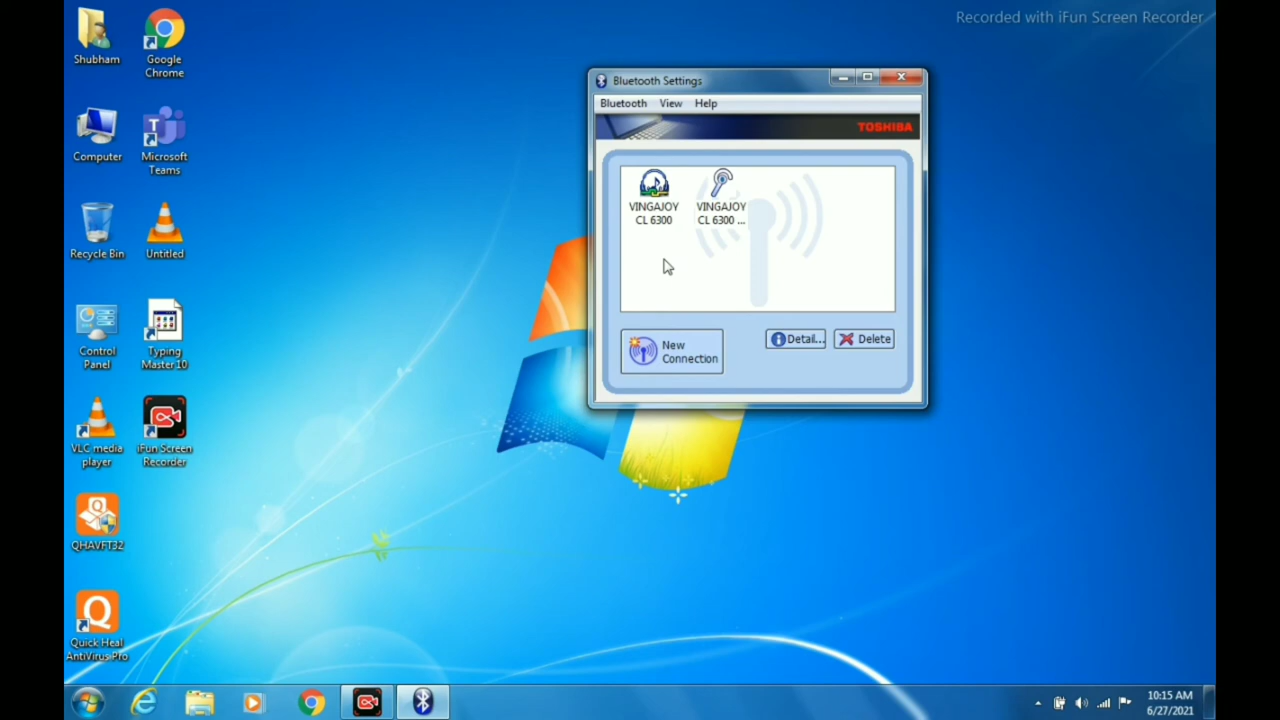 Recorded with iFun Screen Recorder
Shubham
Google
Chrome
Computer
Microsoft
Teams
Recycle Bin
Untitled
Control
Panel
Typing
Master 10
VLC media
player
iFun Screen
Recorder
QHAVFT32
Quick Heal
AntiVirus Pro
Bluetooth Settings
Bluetooth View Help
TOSHIBA
VINGAJOY
CL 6300
VINGAJOY
CL 6300 ...
New
Connection
Detail...
Delete
10:15 AM
6/27/2021